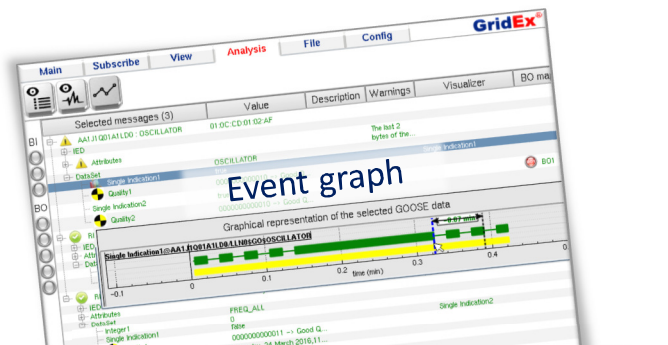 GridEx®
Main Subscribe View Analysis File Config
Selected messages (3) Value Description Warnings Visualizer BO ma
BI
AA1J1Q01A1LD0 : OSCILLATOR 01:0C:CD:01:02:AF The last 2
bytes of the...
IED
Attributes OSCILLATOR
DataSet true
Single Indication1 Single Indication1
Quality1 BO1
BO Single Indication2
Quality2
Event graph
Graphical representation of the selected GOOSE data
Single Indication1@AA1J1Q01A1LD0/LLN0$GO$OSCILLATOR
0.07 (min)
-0.1 0 0.1 0.2 0.3 0.4
time (min)
IED FREQ_ALL
Attributes 0 Single Indication2
DataSet
Integer1 False
Single Indication1 0000000000011 --> Good Q...
24 March 2016,11...